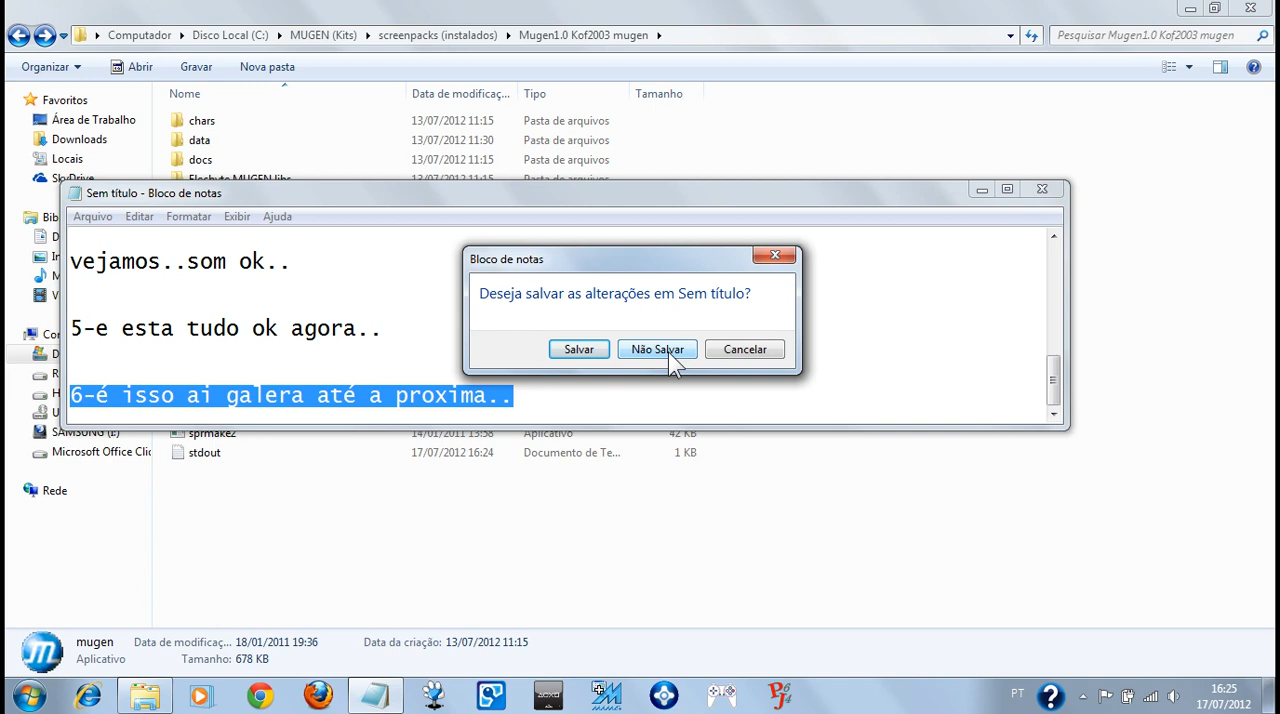 Computador
Disco Local (C:)
MUGEN (Kits)
screenpacks (instalados)
Mugen1.0 Kof2003 mugen
Pesquisar Mugen1.0 Kof2003 mugen
Organizar
Abrir
Gravar
Nova pasta
Favoritos
Área de Trabalho
Downloads
Locais
SkyDrive
Nome
Data de modificaç...
Tipo
Tamanho
chars
13/07/2012 11:15
Pasta de arquivos
data
13/07/2012 11:30
Pasta de arquivos
docs
13/07/2012 11:15
Pasta de arquivos
Sem título - Bloco de notas
Arquivo
Editar
Formatar
Exibir
Ajuda
vejamos..som ok..
5-e esta tudo ok agora..
6-é isso ai galera até a proxima..
Bloco de notas
Deseja salvar as alterações em Sem título?
Salvar
Não Salvar
Cancelar
Bib
Co
SAMSUNG (E:)
Microsoft Office Clic
Rede
sprmake2
14/01/2011 13:58
Aplicativo
42 KB
stdout
17/07/2012 16:24
Documento de Te...
1 KB
mugen
Data de modificaç... 18/01/2011 19:36
Data da criação: 13/07/2012 11:15
Aplicativo
Tamanho: 678 KB
PT
16:25
17/07/2012